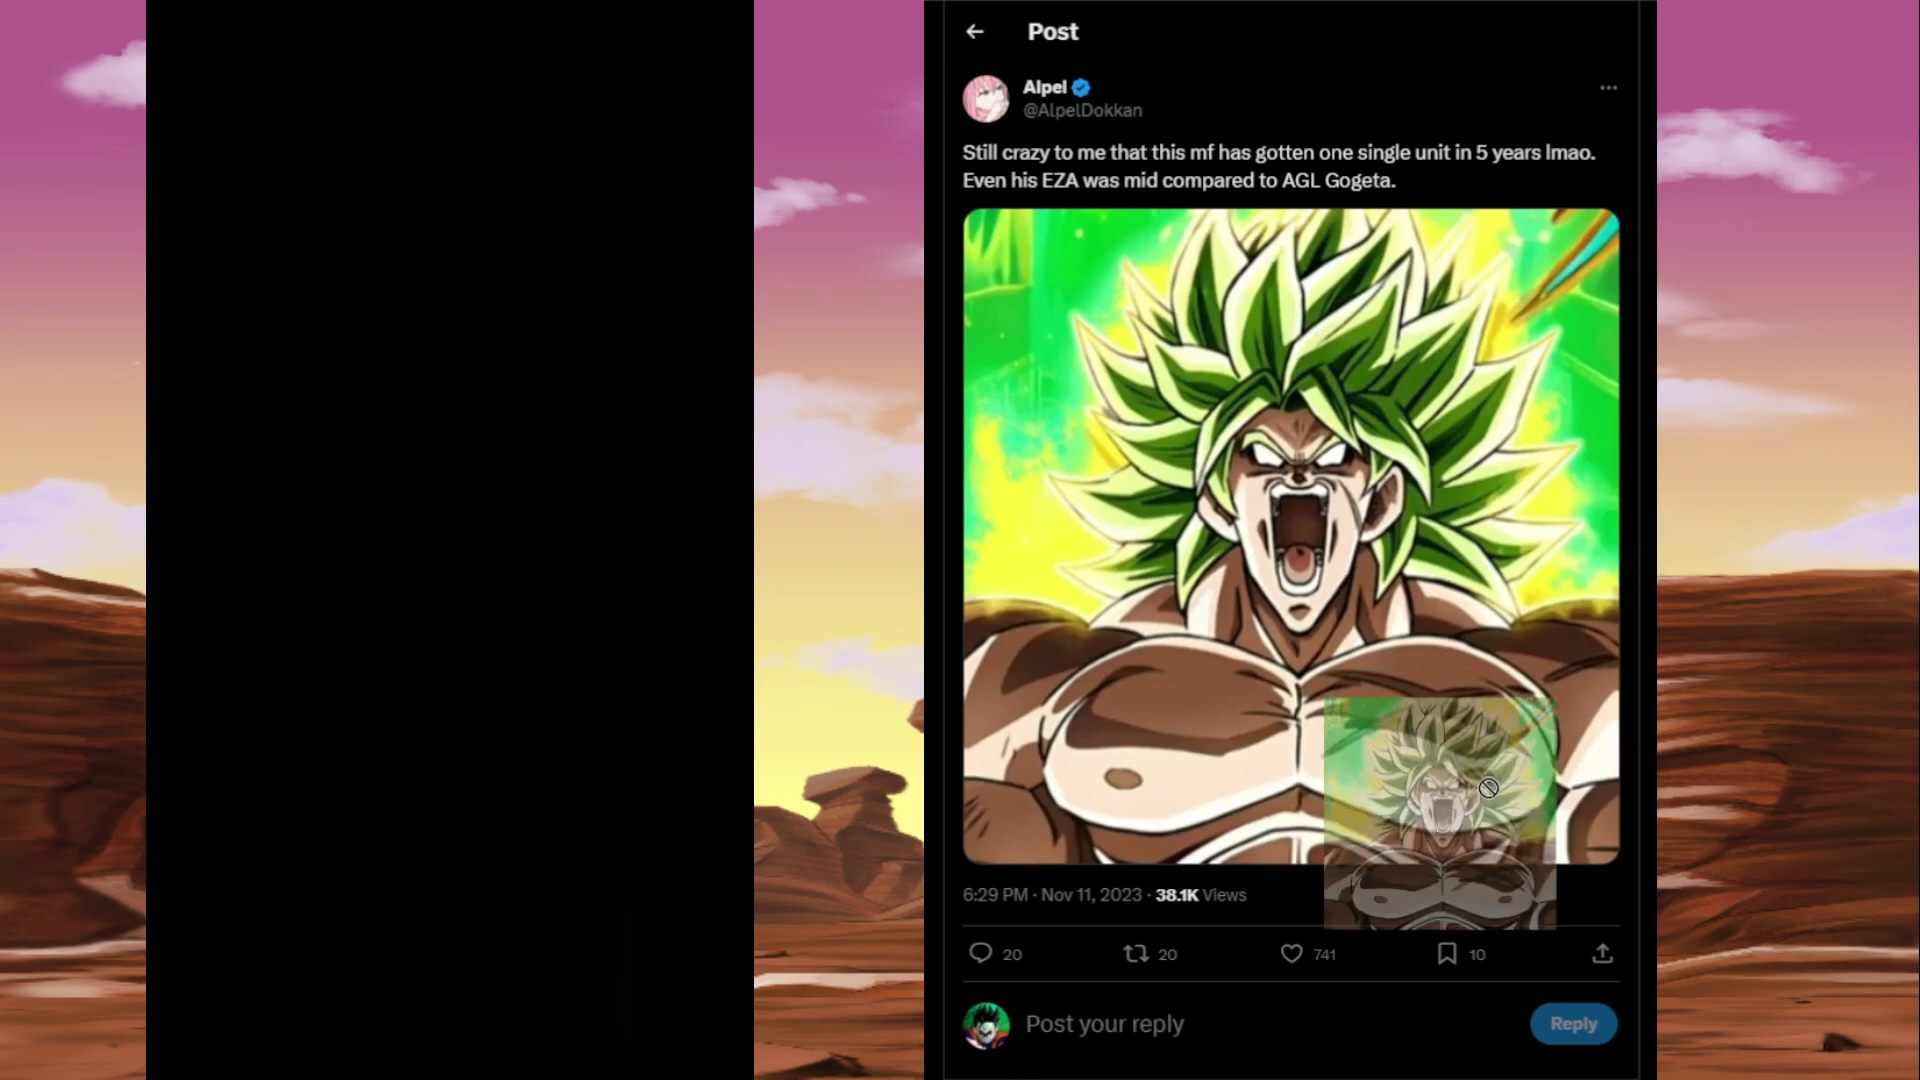 Post
Alpel
@AlpelDokkan
Still crazy to me that this mf has gotten one single unit in 5 years lmao.
Even his EZA was mid compared to AGL Gogeta.
6:29 PM · Nov 11, 2023 · 38.1K Views
20 20 741 10
Post your reply
Reply